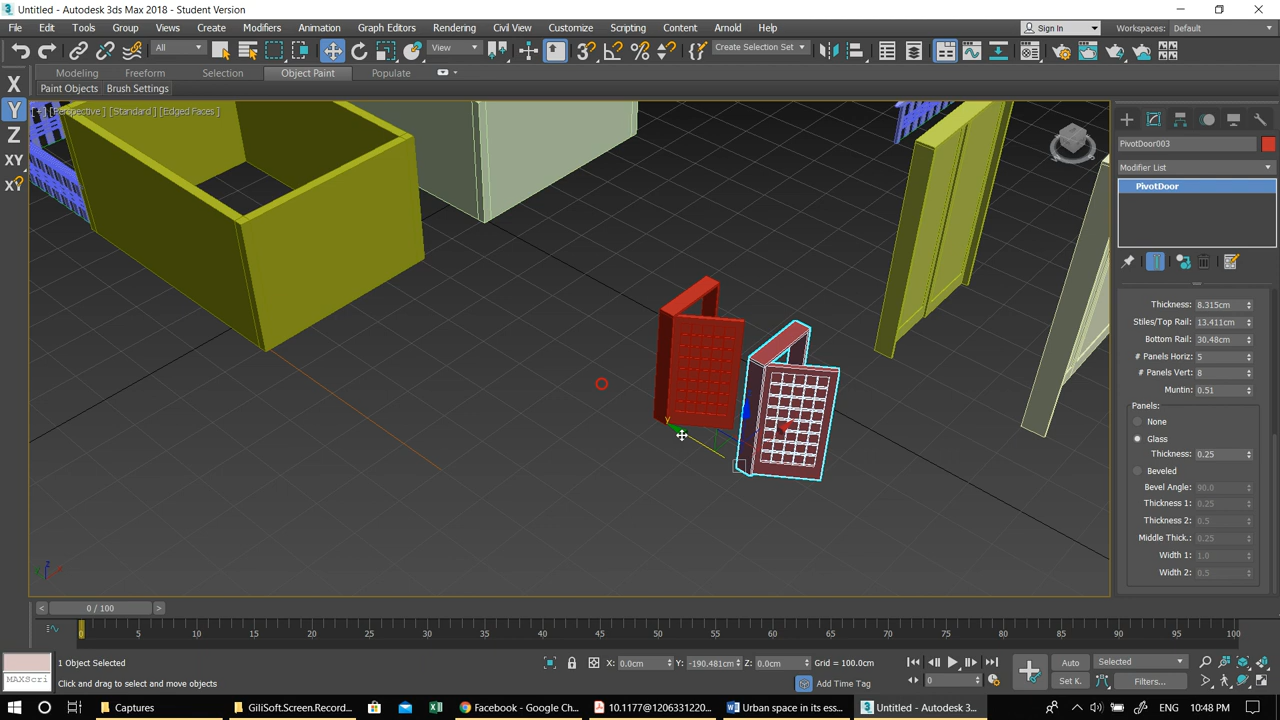 Untitled - Autodesk 3ds Max 2018 - Student Version
File Edit Tools Group Views Create Modifiers Animation Graph Editors Rendering Civil View Customize Scripting Content Arnold Help
Sign In Workspaces: Default
All View Create Selection Set
Modeling Freeform Selection Object Paint Populate
Paint Objects Brush Settings
X
Y
Z
XY
XY
[+] [Perspective] [Standard] [Edged Faces]
PivotDoor003
Modifier List
PivotDoor
Thickness: 8.315cm
Stiles/Top Rail: 13.411cm
Bottom Rail: 30.48cm
# Panels Horiz: 5
# Panels Vert: 8
Muntin: 0.51
Panels:
None
Glass
Thickness: 0.25
Beveled
Bevel Angle: 90.0
Thickness 1: 0.25
Thickness 2: 0.5
Middle Thick.: 0.25
Width 1: 1.0
Width 2: 0.5
< 0 / 100 >
0 5 10 15 20 25 30 35 40 45 50 55 60 65 70 75 80 85 90 95 100
1 Object Selected X: 0.0cm Y: -190.481cm Z: 0.0cm Grid = 100.0cm Auto Selected
MAXScri Click and drag to select and move objects Add Time Tag 0 Set K. Filters...
Captures GiliSoft.Screen.Record... Facebook - Google Ch... 10.1177@1206331220... Urban space in its ess... Untitled - Autodesk 3... ENG 10:48 PM